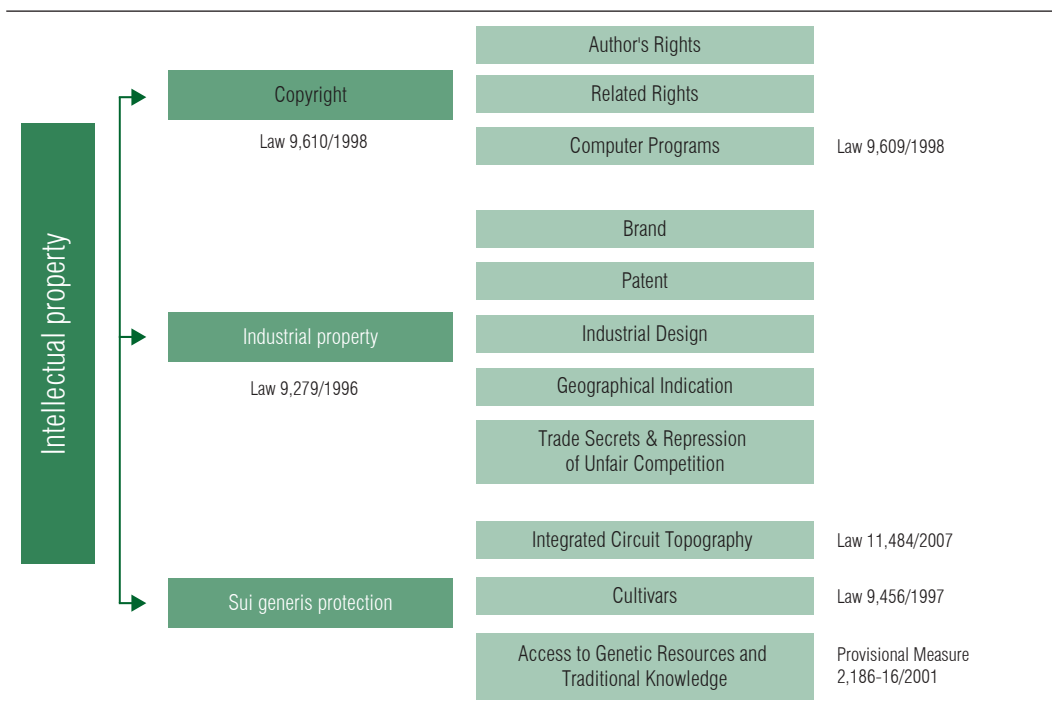 Intellectual property
Copyright
Law 9,610/1998
Author's Rights
Related Rights
Computer Programs
Law 9,609/1998
Industrial property
Law 9,279/1996
Brand
Patent
Industrial Design
Geographical Indication
Trade Secrets & Repression
of Unfair Competition
Sui generis protection
Integrated Circuit Topography
Law 11,484/2007
Cultivars
Law 9,456/1997
Access to Genetic Resources and
Traditional Knowledge
Provisional Measure
2,186-16/2001